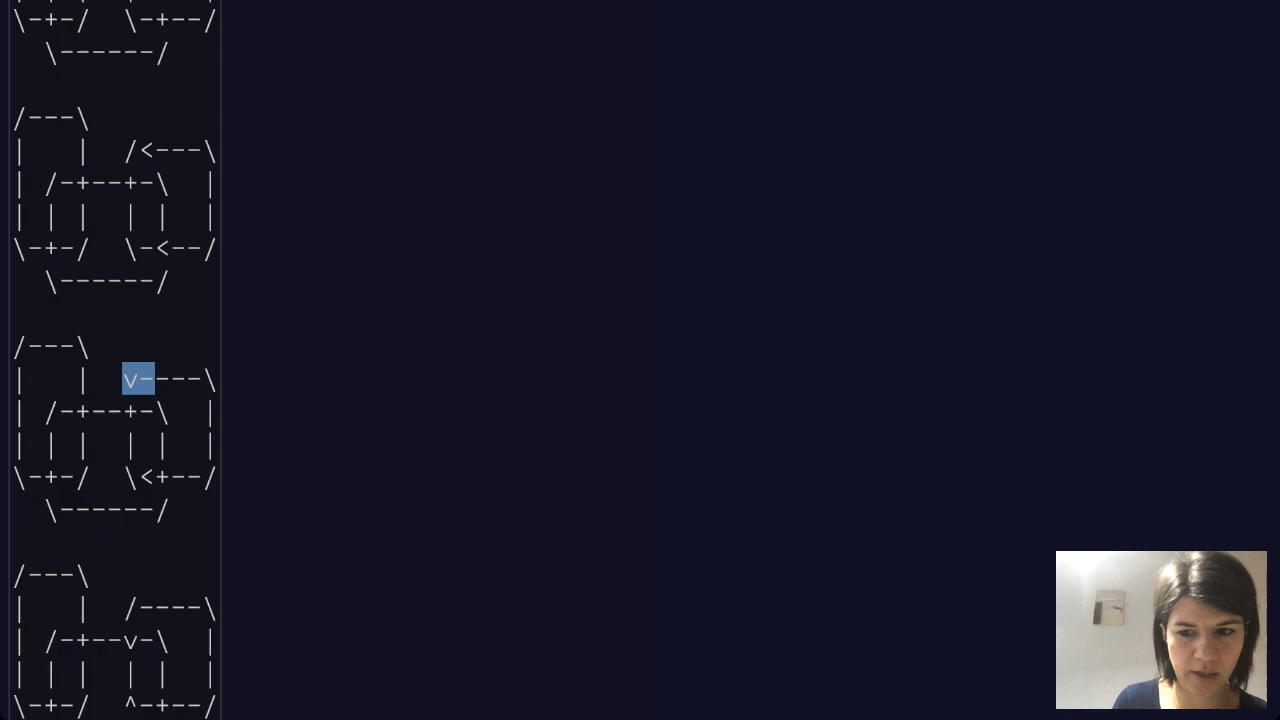 \-+-/  \-+--/
  \------/

/---\
|   |  /<---\
| /-+--+-\  |
| | |  | |  |
\-+-/  \-<--/
  \------/

/---\
|   |  v----\
| /-+--+-\  |
| | |  | |  |
\-+-/  \<+--/
  \------/

/---\
|   |  /----\
| /-+--v-\  |
| | |  | |  |
\-+-/  ^-+--/